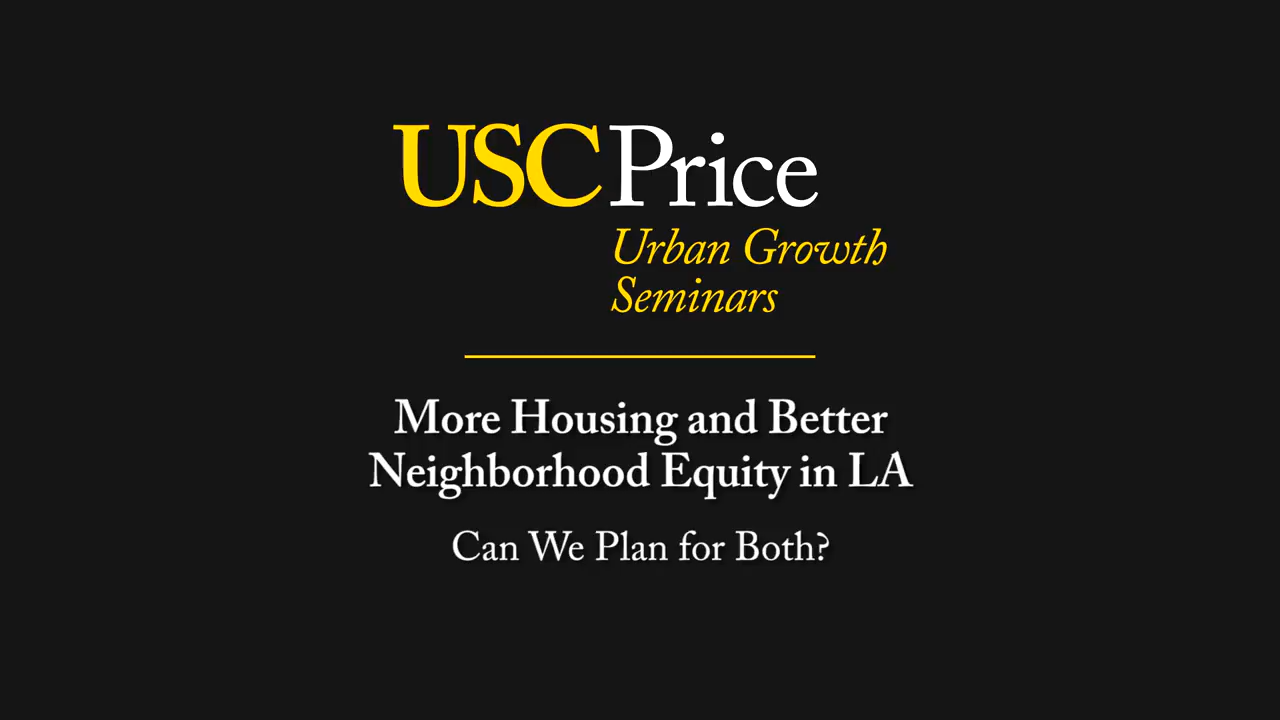 USC Price
Urban Growth
Seminars
More Housing and Better
Neighborhood Equity in LA
Can We Plan for Both?